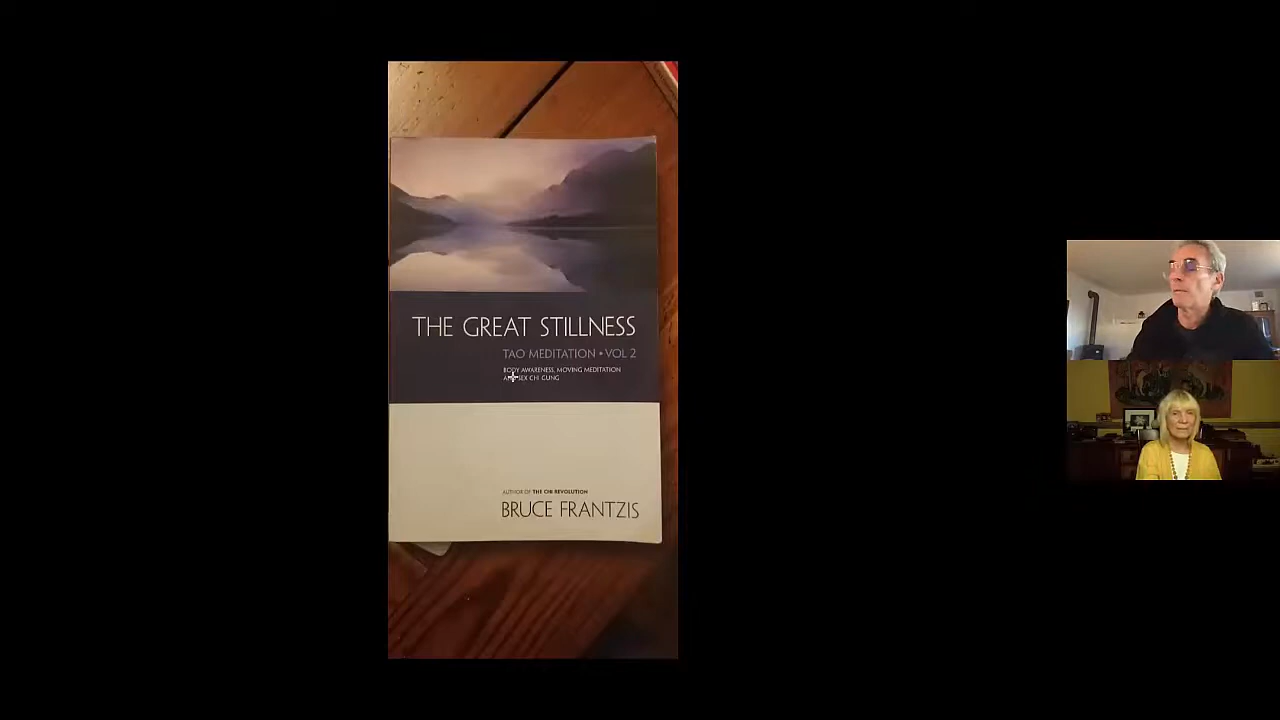 THE GREAT STILLNESS
TAO MEDITATION • VOL 2
BODY AWARENESS, MOVING MEDITATION
AND SEX CHI GUNG
AUTHOR OF THE CHI REVOLUTION
BRUCE FRANTZIS